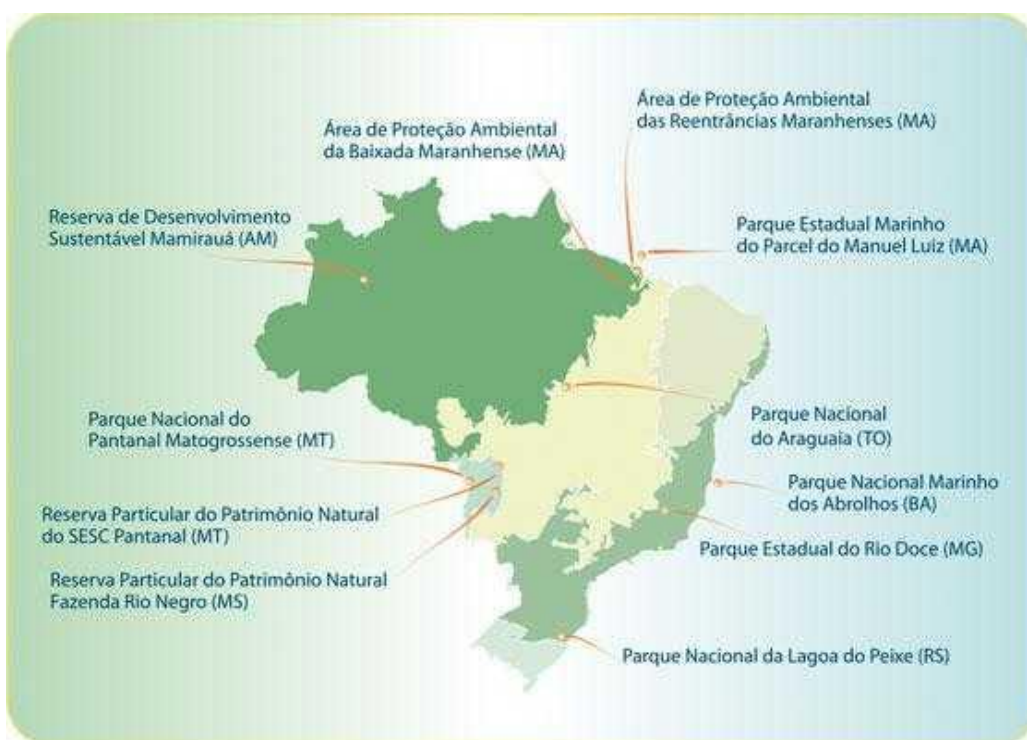 Área de Proteção Ambiental
das Reentrâncias Maranhenses (MA)
Área de Proteção Ambiental
da Baixada Maranhense (MA)
Reserva de Desenvolvimento
Sustentável Mamirauá (AM)
Parque Estadual Marinho
do Parcel do Manuel Luiz (MA)
Parque Nacional do
Pantanal Matogrossense (MT)
Parque Nacional
do Araguaia (TO)
Parque Nacional Marinho
dos Abrolhos (BA)
Reserva Particular do Patrimônio Natural
do SESC Pantanal (MT)
Parque Estadual do Rio Doce (MG)
Reserva Particular do Patrimônio Natural
Fazenda Rio Negro (MS)
Parque Nacional da Lagoa do Peixe (RS)